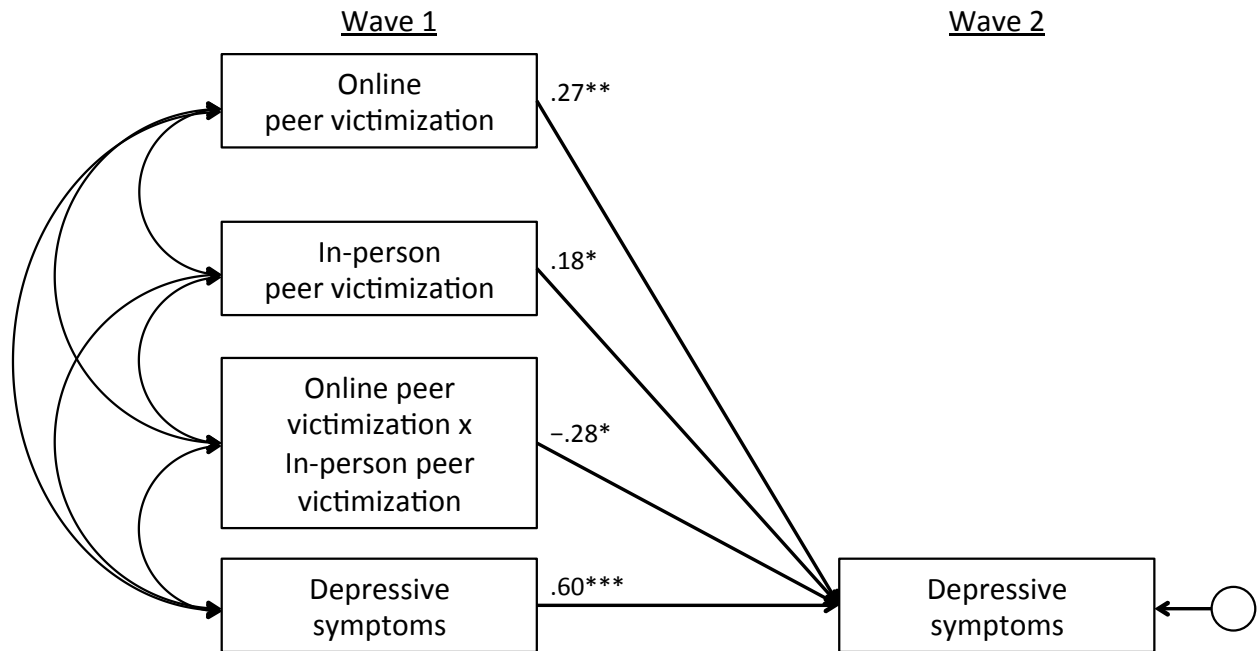 Wave 1
Wave 2
Online
peer victimization
.27**
In-person
peer victimization
.18*
Online peer
victimization x
In-person peer
victimization
−.28*
Depressive
symptoms
.60***
Depressive
symptoms